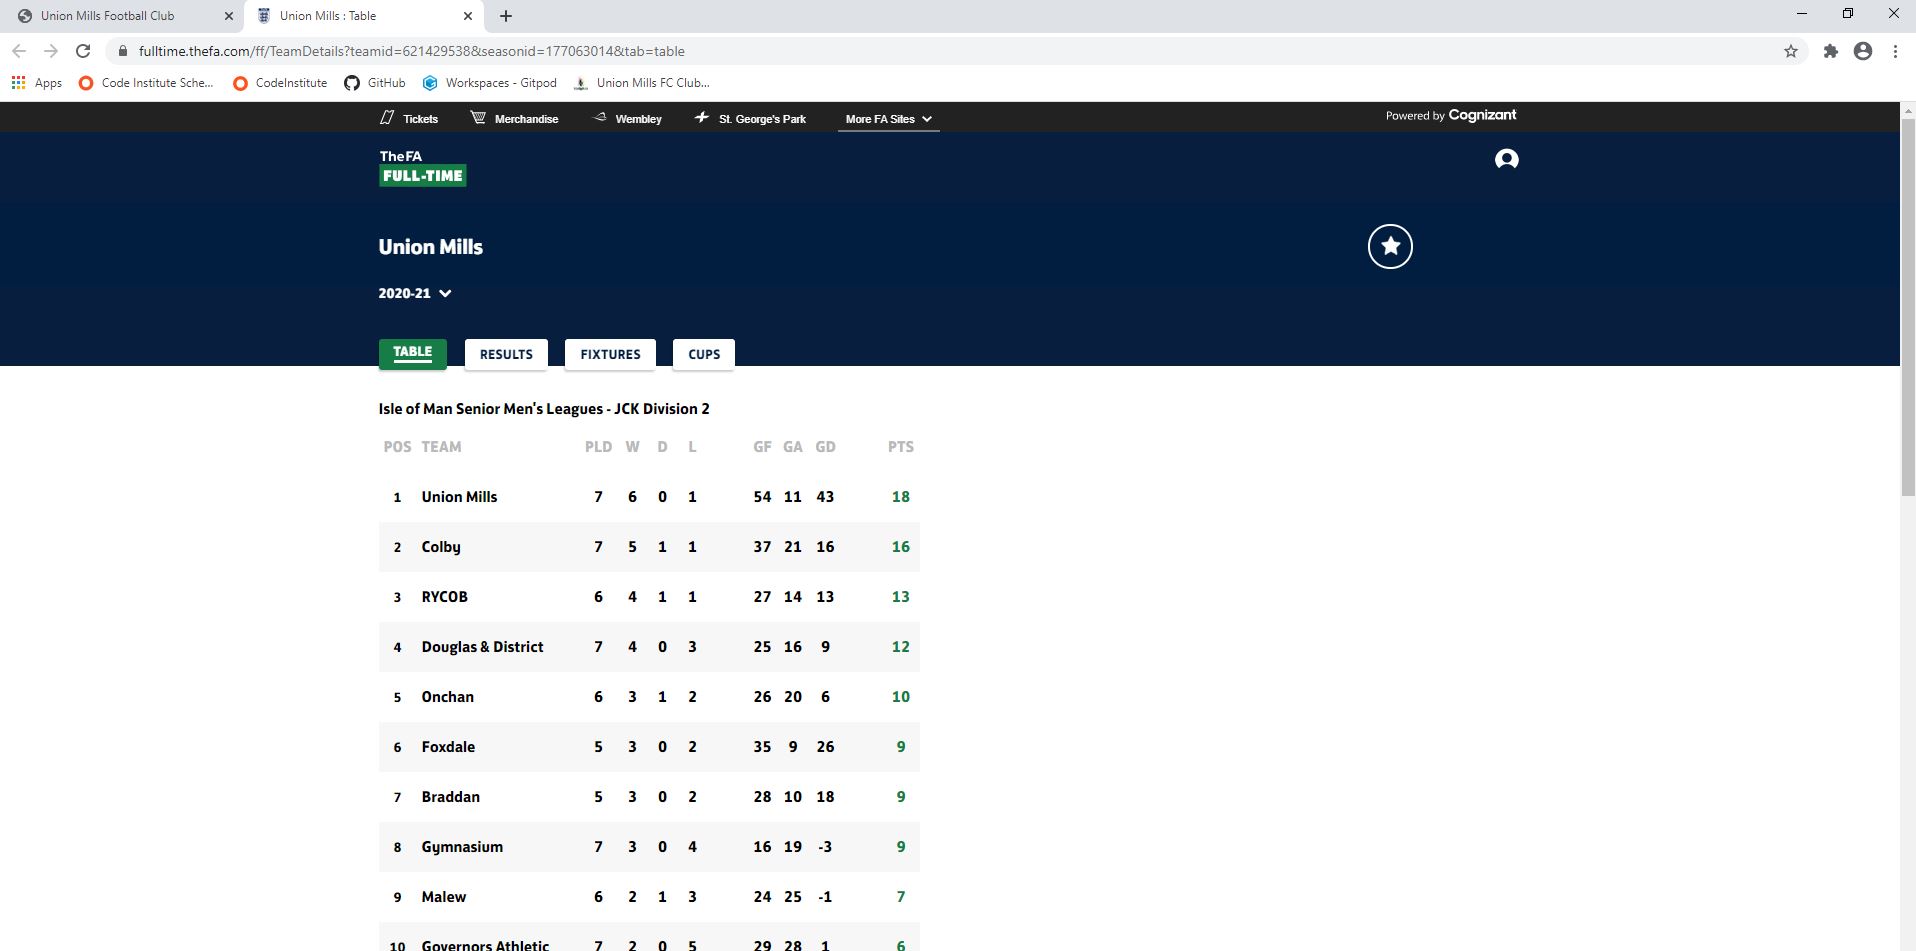 Union Mills Football Club
Union Mills : Table
fulltime.thefa.com/ff/TeamDetails?teamid=621429538&seasonid=177063014&tab=table
Apps Code Institute Sche... CodeInstitute GitHub Workspaces - Gitpod Union Mills FC Club...
Tickets Merchandise Wembley St. George's Park More FA Sites Powered by Cognizant
The FA
FULL-TIME
Union Mills
2020-21
TABLE RESULTS FIXTURES CUPS
Isle of Man Senior Men's Leagues - JCK Division 2
POS TEAM PLD W D L GF GA GD PTS
1 Union Mills 7 6 0 1 54 11 43 18
2 Colby 7 5 1 1 37 21 16 16
3 RYCOB 6 4 1 1 27 14 13 13
4 Douglas & District 7 4 0 3 25 16 9 12
5 Onchan 6 3 1 2 26 20 6 10
6 Foxdale 5 3 0 2 35 9 26 9
7 Braddan 5 3 0 2 28 10 18 9
8 Gymnasium 7 3 0 4 16 19 -3 9
9 Malew 6 2 1 3 24 25 -1 7
10 Governors Athletic 7 2 0 5 29 28 1 6